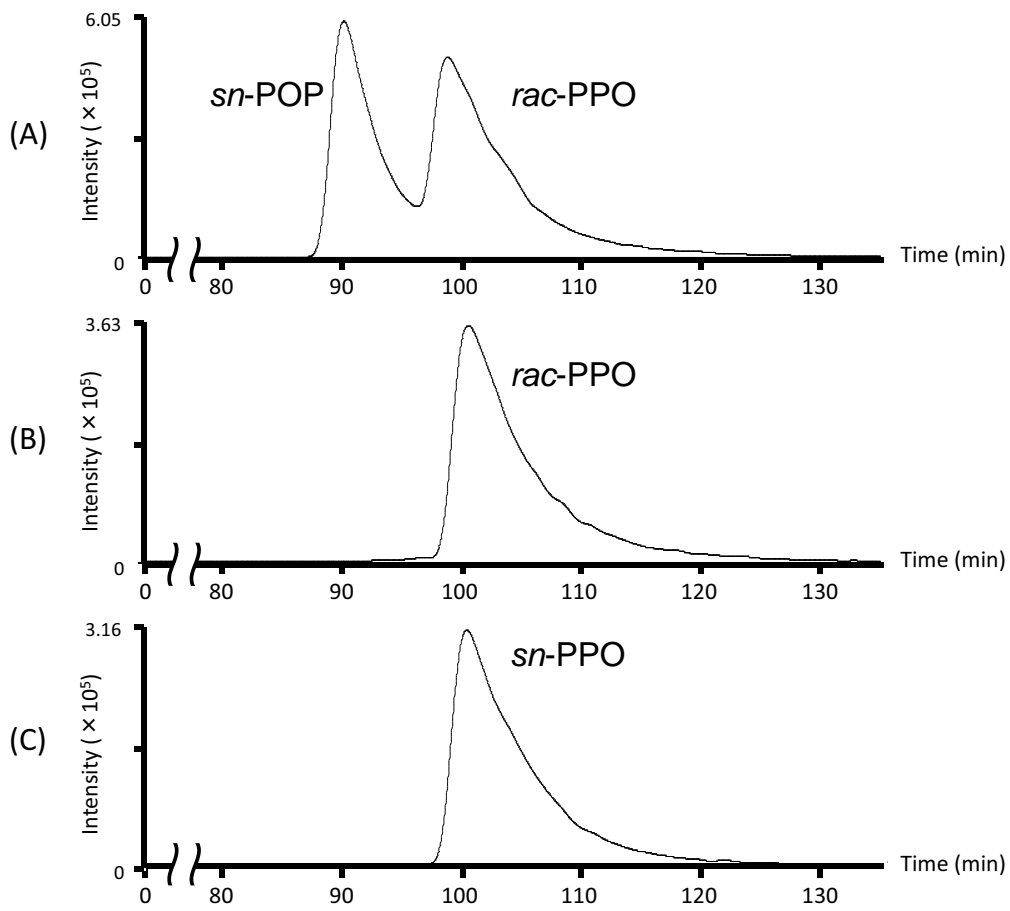 (A)
Intensity ( × 10⁵)
6.05
0
sn-POP
rac-PPO
0 80 90 100 110 120 130
Time (min)
(B)
Intensity ( × 10⁵)
3.63
0
rac-PPO
0 80 90 100 110 120 130
Time (min)
(C)
Intensity ( × 10⁵)
3.16
0
sn-PPO
0 80 90 100 110 120 130
Time (min)